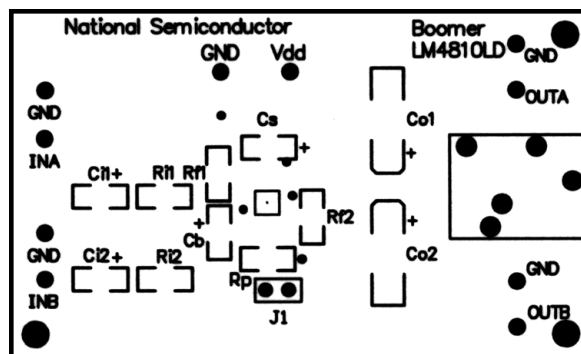 National Semiconductor
Boomer
LM4810LD
GND
Vdd
GND
OUTA
GND
INA
Cs
Co1
Ci1+
Ri1
Rf1
+
+
GND
INB
Ci2+
Ri2
+
Cb
Rf2
+
Co2
Rp
J1
GND
OUTB